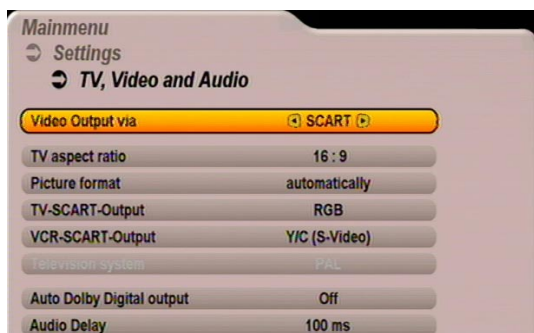 Mainmenu
Settings
TV, Video and Audio
Video Output via SCART
TV aspect ratio 16 : 9
Picture format automatically
TV-SCART-Output RGB
VCR-SCART-Output Y/C (S-Video)
Television system PAL
Auto Dolby Digital output Off
Audio Delay 100 ms